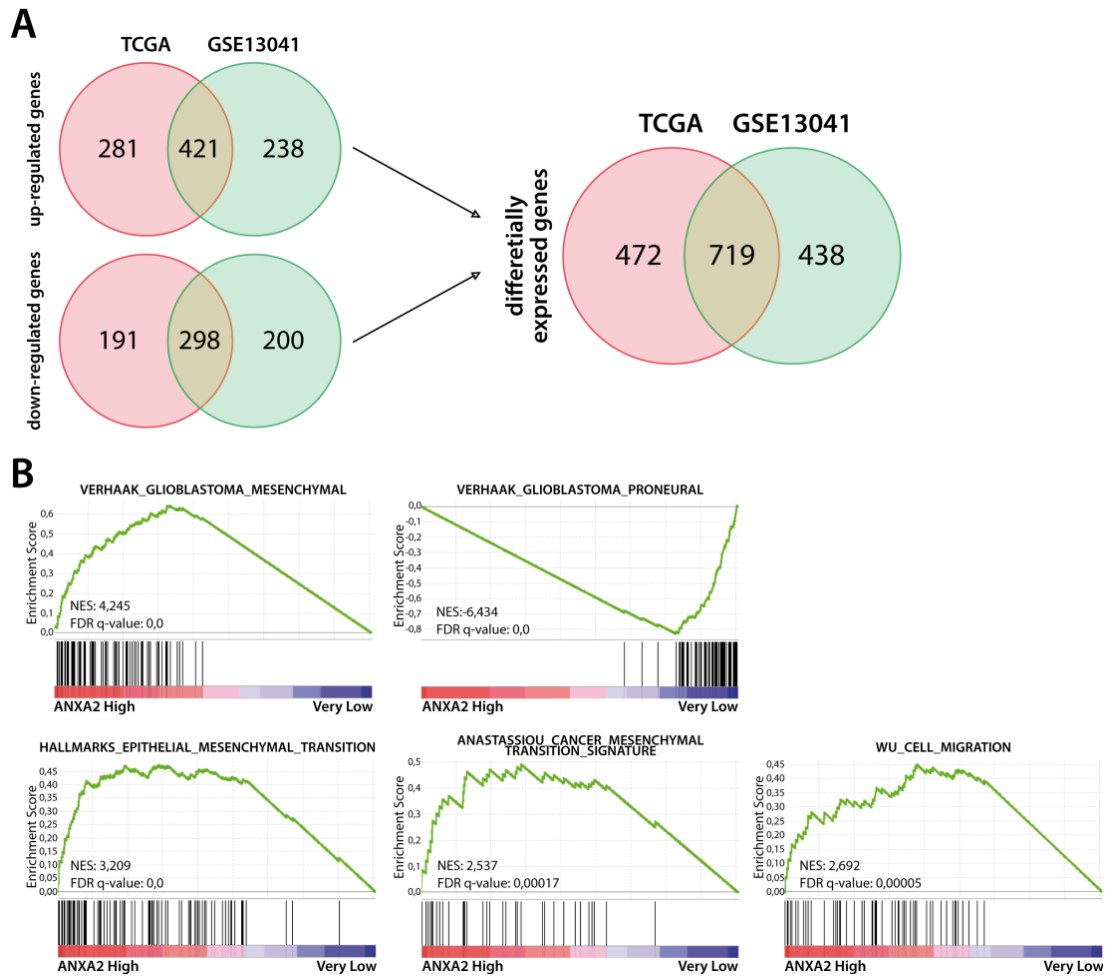 A
TCGA GSE13041
up-regulated genes
281 421 238
down-regulated genes
191 298 200
TCGA GSE13041
differetially
expressed genes
472 719 438
B
VERHAAK_GLIOBLASTOMA_MESENCHYMAL
Enrichment Score
0,6
0,5
0,4
0,3
0,2
0,1
0,0
NES: 4,245
FDR q-value: 0,0
ANXA2 High Very Low
VERHAAK_GLIOBLASTOMA_PRONEURAL
Enrichment Score
0,0
-0,1
-0,2
-0,3
-0,4
-0,5
-0,6
-0,7
-0,8
NES:-6,434
FDR q-value: 0,0
ANXA2 High Very Low
HALLMARKS_EPITHELIAL_MESENCHYMAL_TRANSITION
Enrichment Score
0,45
0,40
0,35
0,30
0,25
0,20
0,15
0,10
0,05
0,00
NES: 3,209
FDR q-value: 0,0
ANXA2 High Very Low
ANASTASSIOU_CANCER_MESENCHYMAL
TRANSITION_SIGNATURE
Enrichment Score
0,5
0,4
0,3
0,2
0,1
0,0
NES: 2,537
FDR q-value: 0,00017
ANXA2 High Very Low
WU_CELL_MIGRATION
Enrichment Score
0,45
0,40
0,35
0,30
0,25
0,20
0,15
0,10
0,05
0,00
NES: 2,692
FDR q-value: 0,00005
ANXA2 High Very Low